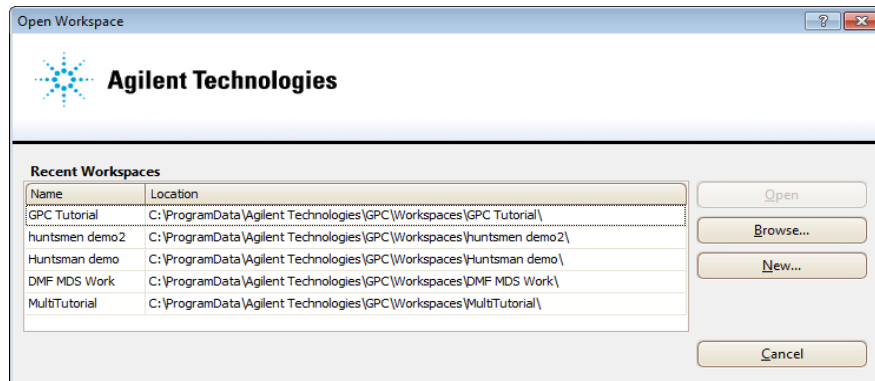 Open Workspace
Agilent Technologies
Recent Workspaces
Name Location
GPC Tutorial C:\ProgramData\Agilent Technologies\GPC\Workspaces\GPC Tutorial\
huntsmen demo2 C:\ProgramData\Agilent Technologies\GPC\Workspaces\huntsmen demo2\
Huntsman demo C:\ProgramData\Agilent Technologies\GPC\Workspaces\Huntsman demo\
DMF MDS Work C:\ProgramData\Agilent Technologies\GPC\Workspaces\DMF MDS Work\
MultiTutorial C:\ProgramData\Agilent Technologies\GPC\Workspaces\MultiTutorial\
Open
Browse...
New...
Cancel